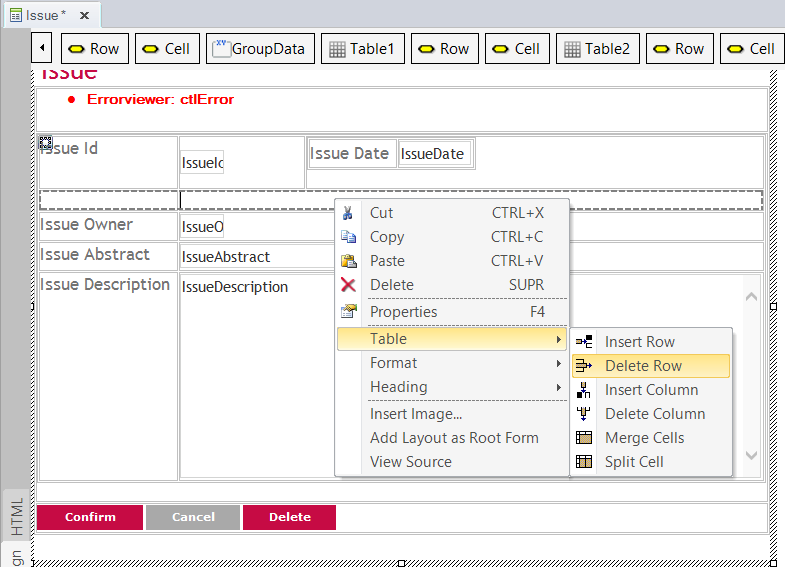 Issue*
Row Cell GroupData Table1 Row Cell Table2 Row Cell
Issue
Errorviewer: ctlError
Issue Id IssueIc Issue Date IssueDate
Issue Owner IssueO
Issue Abstract IssueAbstract
Issue Description IssueDescription
Cut CTRL+X
Copy CTRL+C
Paste CTRL+V
Delete SUPR
Properties F4
Table
Format
Heading
Insert Image...
Add Layout as Root Form
View Source
Insert Row
Delete Row
Insert Column
Delete Column
Merge Cells
Split Cell
Confirm Cancel Delete
HTML
gn